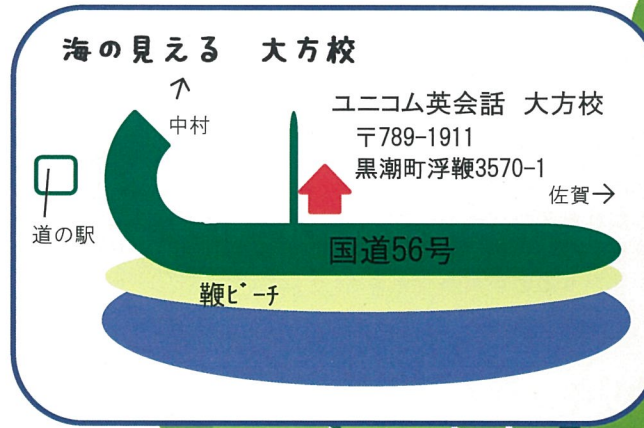 海の見える 大方校
↑
中村
ユニコム英会話 大方校
〒789-1911
黒潮町浮鞭3570-1
佐賀→
道の駅
国道56号
鞭ビーチ